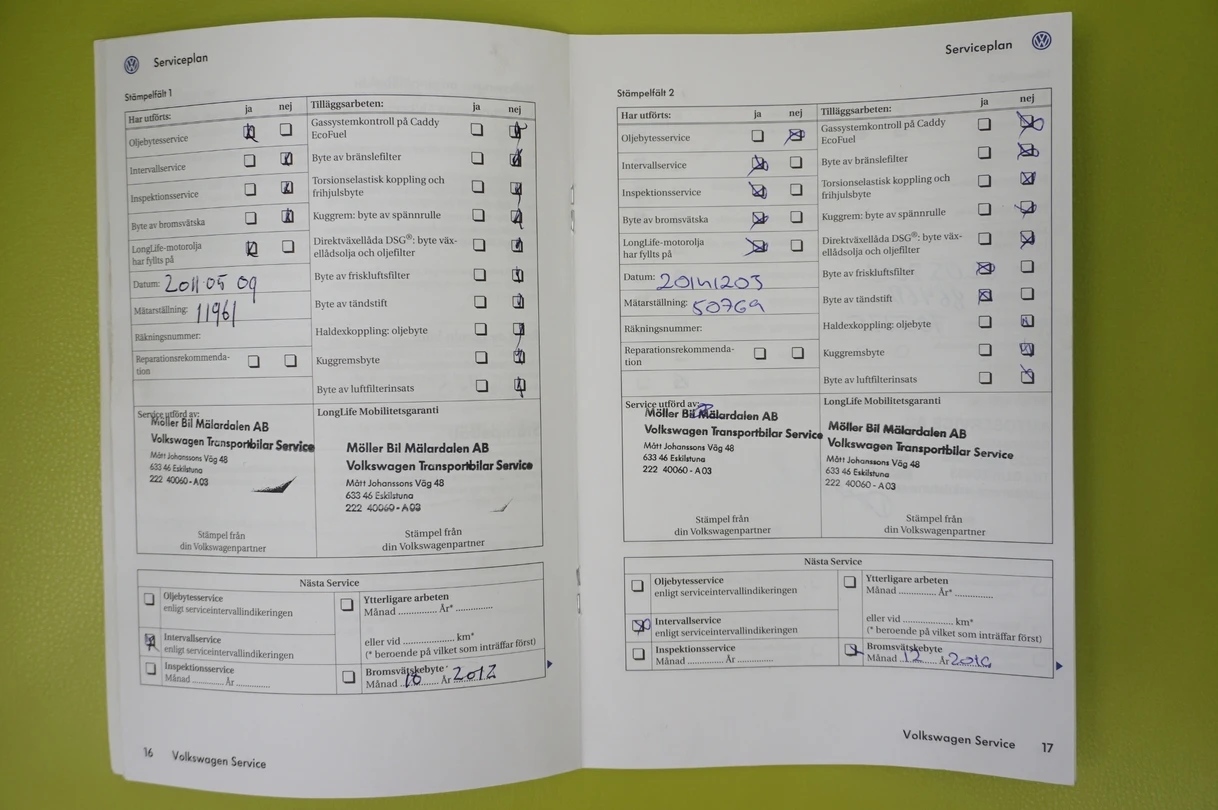 Serviceplan
Stämpelfält 1
Har utförts:
ja
nej
Tilläggsarbeten:
ja
nej
Oljebytesservice
Gassystemkontroll på Caddy
EcoFuel
Intervallservice
Byte av bränslefilter
Inspektionsservice
Torsionselastisk koppling och
frihjulsbyte
Byte av bromsvätska
Kuggrem: byte av spännrulle
LongLife-motorolja
har fyllts på
Direktväxellåda DSG®: byte väx-
ellådsolja och oljefilter
Datum: 2011 05 09
Byte av friskluftsfilter
Mätarställning: 11961
Byte av tändstift
Räkningsnummer:
Haldexkoppling: oljebyte
Reparationsrekommenda-
tion
Kuggremsbyte
Byte av luftfilterinsats
Service utförd av:
Möller Bil Mälardalen AB
Volkswagen Transportbilar Service
Mått Johanssons Väg 48
633 46 Eskilstuna
222 40060-A03
Stämpel från
din Volkswagenpartner
LongLife Mobilitetsgaranti
Möller Bil Mälardalen AB
Volkswagen Transportbilar Service
Mått Johanssons Väg 48
633 46 Eskilstuna
222 40060-A03
Stämpel från
din Volkswagenpartner
Nästa Service
Oljebytesservice
enligt serviceintervallindikeringen
Ytterligare arbeten
Månad .............. År* .............
eller vid .................... km*
(* beroende på vilket som inträffar först)
Intervallservice
enligt serviceintervallindikeringen
Inspektionsservice
Månad ............ År .............
Bromsvätskebyte
Månad 10 År 2012
16 Volkswagen Service
Serviceplan
Stämpelfält 2
Har utförts:
ja
nej
Tilläggsarbeten:
ja
nej
Oljebytesservice
Gassystemkontroll på Caddy
EcoFuel
Intervallservice
Byte av bränslefilter
Inspektionsservice
Torsionselastisk koppling och
frihjulsbyte
Byte av bromsvätska
Kuggrem: byte av spännrulle
LongLife-motorolja
har fyllts på
Direktväxellåda DSG®: byte väx-
ellådsolja och oljefilter
Datum: 20141203
Byte av friskluftsfilter
Mätarställning: 50769
Byte av tändstift
Räkningsnummer:
Haldexkoppling: oljebyte
Reparationsrekommenda-
tion
Kuggremsbyte
Byte av luftfilterinsats
Service utförd av:
Möller Bil Mälardalen AB
Volkswagen Transportbilar Service
Mått Johanssons Väg 48
633 46 Eskilstuna
222 40060-A03
Stämpel från
din Volkswagenpartner
LongLife Mobilitetsgaranti
Möller Bil Mälardalen AB
Volkswagen Transportbilar Service
Mått Johanssons Väg 48
633 46 Eskilstuna
222 40060-A03
Stämpel från
din Volkswagenpartner
Nästa Service
Oljebytesservice
enligt serviceintervallindikeringen
Ytterligare arbeten
Månad .............. År* .............
eller vid .................... km*
(* beroende på vilket som inträffar först)
Intervallservice
enligt serviceintervallindikeringen
Inspektionsservice
Månad ............ År .............
Bromsvätskebyte
Månad 12 År
Volkswagen Service 17